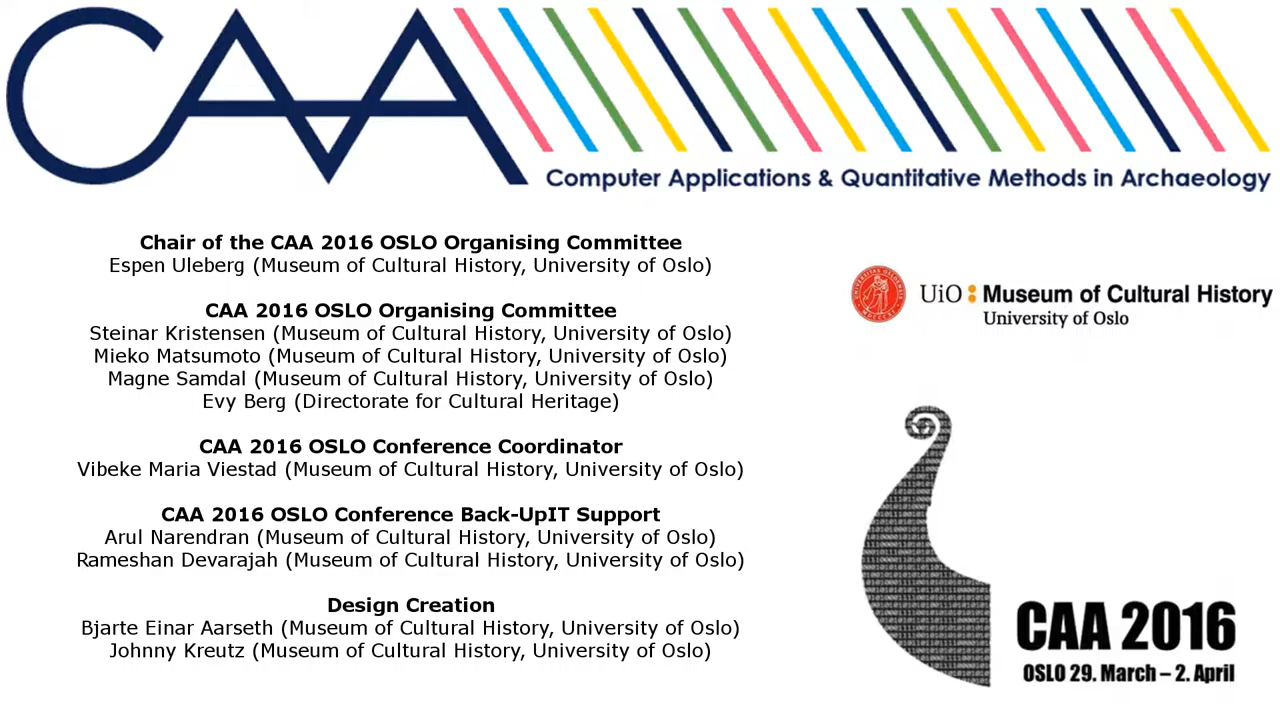 CAA
Computer Applications & Quantitative Methods in Archaeology
Chair of the CAA 2016 OSLO Organising Committee
Espen Uleberg (Museum of Cultural History, University of Oslo)
CAA 2016 OSLO Organising Committee
Steinar Kristensen (Museum of Cultural History, University of Oslo)
Mieko Matsumoto (Museum of Cultural History, University of Oslo)
Magne Samdal (Museum of Cultural History, University of Oslo)
Evy Berg (Directorate for Cultural Heritage)
CAA 2016 OSLO Conference Coordinator
Vibeke Maria Viestad (Museum of Cultural History, University of Oslo)
CAA 2016 OSLO Conference Back-UpIT Support
Arul Narendran (Museum of Cultural History, University of Oslo)
Rameshan Devarajah (Museum of Cultural History, University of Oslo)
Design Creation
Bjarte Einar Aarseth (Museum of Cultural History, University of Oslo)
Johnny Kreutz (Museum of Cultural History, University of Oslo)
UiO : Museum of Cultural History
University of Oslo
CAA 2016
OSLO 29. March – 2. April